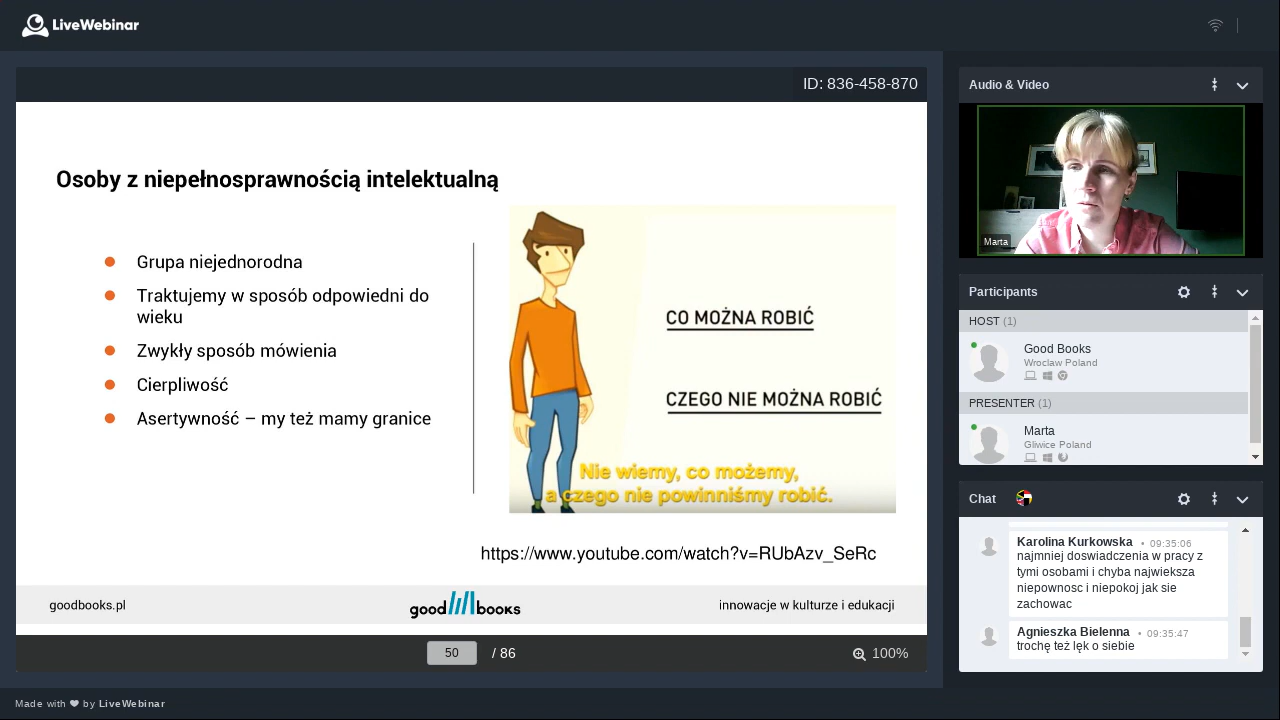 LiveWebinar
ID: 836-458-870
Osoby z niepełnosprawnością intelektualną
Grupa niejednorodna
Traktujemy w sposób odpowiedni do
wieku
Zwykły sposób mówienia
Cierpliwość
Asertywność – my też mamy granice
CO MOŻNA ROBIĆ
CZEGO NIE MOŻNA ROBIĆ
Nie wiemy, co możemy,
a czego nie powinniśmy robić.
https://www.youtube.com/watch?v=RUbAzv_SeRc
goodbooks.pl
good books
innowacje w kulturze i edukacji
50 / 86
100%
Audio & Video
Marta
Participants
HOST (1)
Good Books
Wroclaw Poland
PRESENTER (1)
Marta
Gliwice Poland
Chat
Karolina Kurkowska • 09:35:06
najmniej doswiadczenia w pracy z
tymi osobami i chyba najwieksza
niepownosc i niepokoj jak sie
zachowac
Agnieszka Bielenna • 09:35:47
trochę też lęk o siebie
Made with ❤ by LiveWebinar